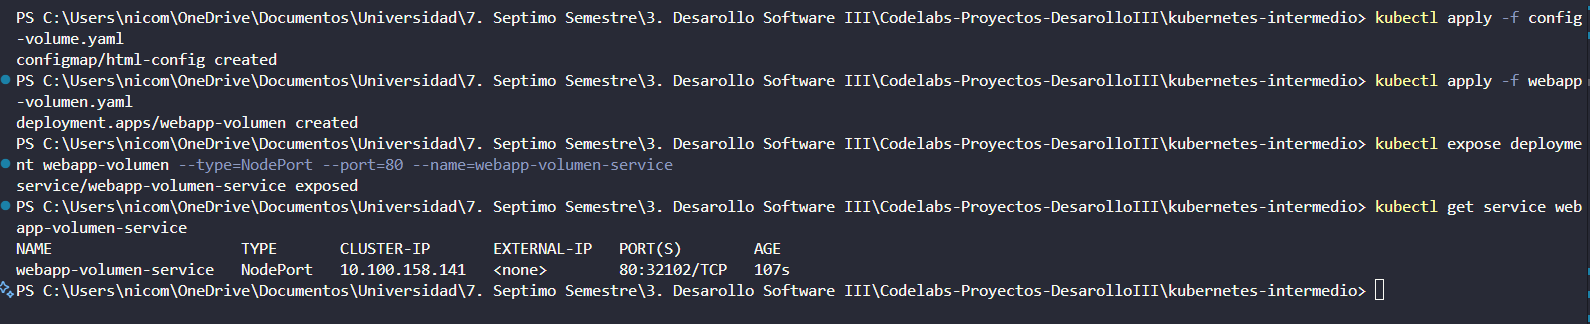 PS C:\Users\nicom\OneDrive\Documentos\Universidad\7. Septimo Semestre\3. Desarollo Software III\Codelabs-Proyectos-DesarolloIII\kubernetes-intermedio> kubectl apply -f config
-volume.yaml
configmap/html-config created
PS C:\Users\nicom\OneDrive\Documentos\Universidad\7. Septimo Semestre\3. Desarollo Software III\Codelabs-Proyectos-DesarolloIII\kubernetes-intermedio> kubectl apply -f webapp
-volumen.yaml
deployment.apps/webapp-volumen created
PS C:\Users\nicom\OneDrive\Documentos\Universidad\7. Septimo Semestre\3. Desarollo Software III\Codelabs-Proyectos-DesarolloIII\kubernetes-intermedio> kubectl expose deployme
nt webapp-volumen --type=NodePort --port=80 --name=webapp-volumen-service
service/webapp-volumen-service exposed
PS C:\Users\nicom\OneDrive\Documentos\Universidad\7. Septimo Semestre\3. Desarollo Software III\Codelabs-Proyectos-DesarolloIII\kubernetes-intermedio> kubectl get service web
app-volumen-service
NAME TYPE CLUSTER-IP EXTERNAL-IP PORT(S) AGE
webapp-volumen-service NodePort 10.100.158.141 <none> 80:32102/TCP 107s
PS C:\Users\nicom\OneDrive\Documentos\Universidad\7. Septimo Semestre\3. Desarollo Software III\Codelabs-Proyectos-DesarolloIII\kubernetes-intermedio>